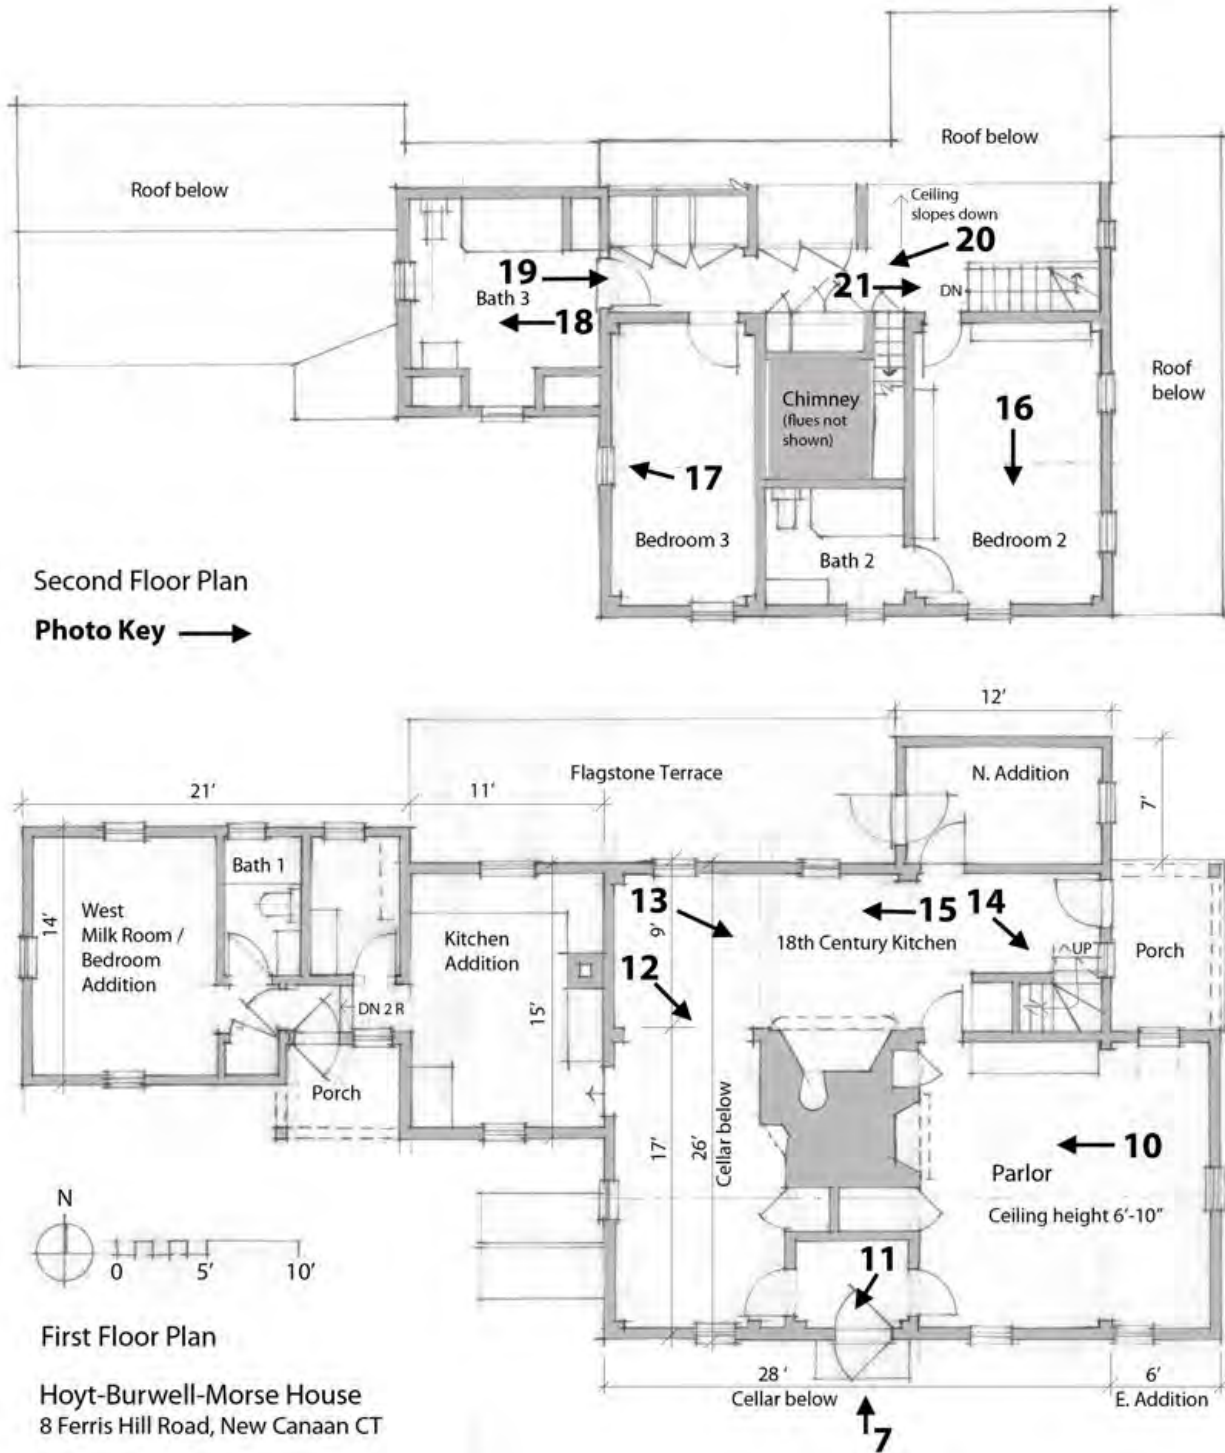 Roof below
Roof below
Ceiling
slopes down
20
19
21
DN
Bath 3
18
Roof
below
Chimney
(flues not
shown)
16
17
Bedroom 3
Bedroom 2
Bath 2
Second Floor Plan
Photo Key
12'
Flagstone Terrace
N. Addition
21'
11'
7'
Bath 1
14'
West
Milk Room /
Bedroom
Addition
Kitchen
Addition
13
9'
15
14
18th Century Kitchen
UP
Porch
12
DN 2 R
15'
Porch
17'
26'
Cellar below
10
Parlor
Ceiling height 6'-10"
N
0 5' 10'
11
First Floor Plan
28 '
6'
Cellar below
E. Addition
Hoyt-Burwell-Morse House
8 Ferris Hill Road, New Canaan CT
7